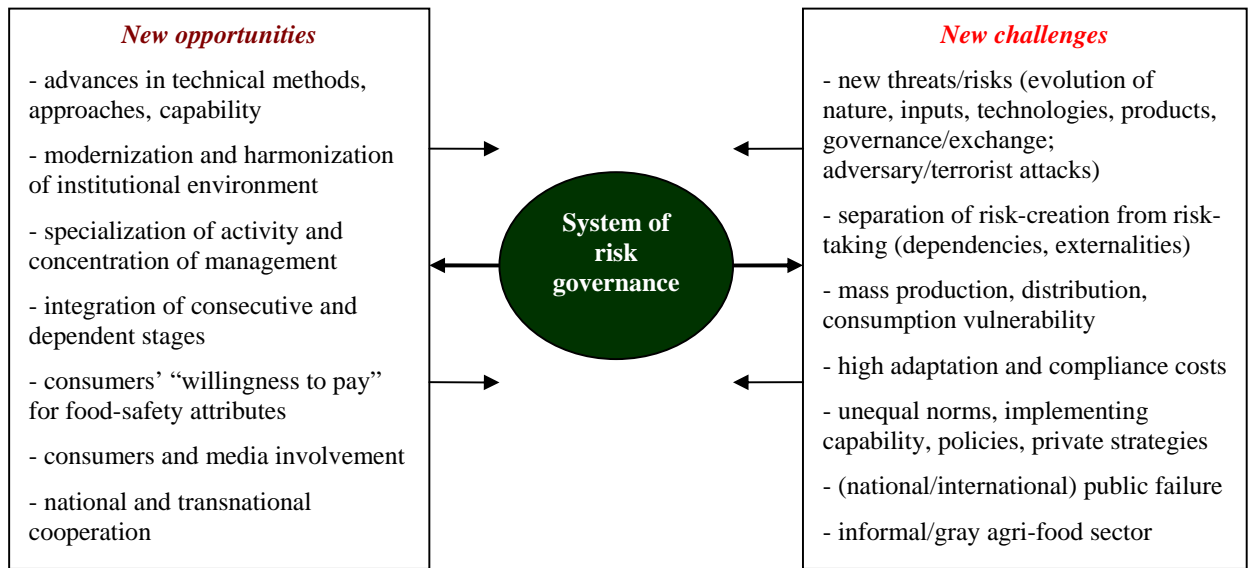 New opportunities
- advances in technical methods,
approaches, capability
- modernization and harmonization
of institutional environment
- specialization of activity and
concentration of management
- integration of consecutive and
dependent stages
- consumers’ “willingness to pay”
for food-safety attributes
- consumers and media involvement
- national and transnational
cooperation
System of
risk
governance
New challenges
- new threats/risks (evolution of
nature, inputs, technologies, products,
governance/exchange;
adversary/terrorist attacks)
- separation of risk-creation from risk-
taking (dependencies, externalities)
- mass production, distribution,
consumption vulnerability
- high adaptation and compliance costs
- unequal norms, implementing
capability, policies, private strategies
- (national/international) public failure
- informal/gray agri-food sector